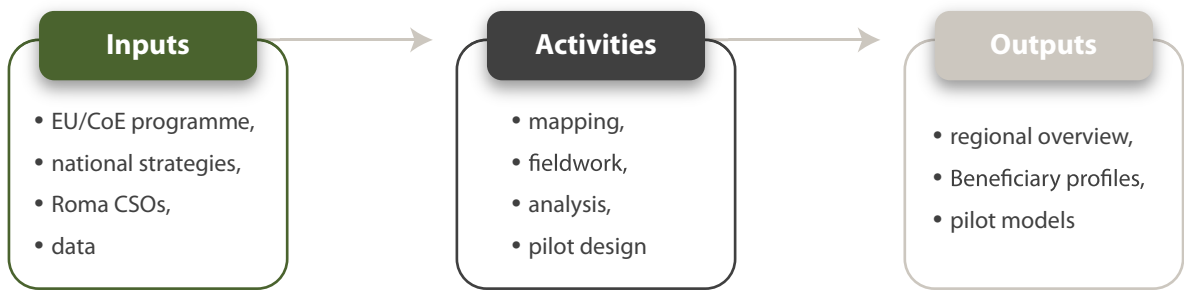 Inputs
• EU/CoE programme,
• national strategies,
• Roma CSOs,
• data
Activities
• mapping,
• fieldwork,
• analysis,
• pilot design
Outputs
• regional overview,
• Beneficiary profiles,
• pilot models